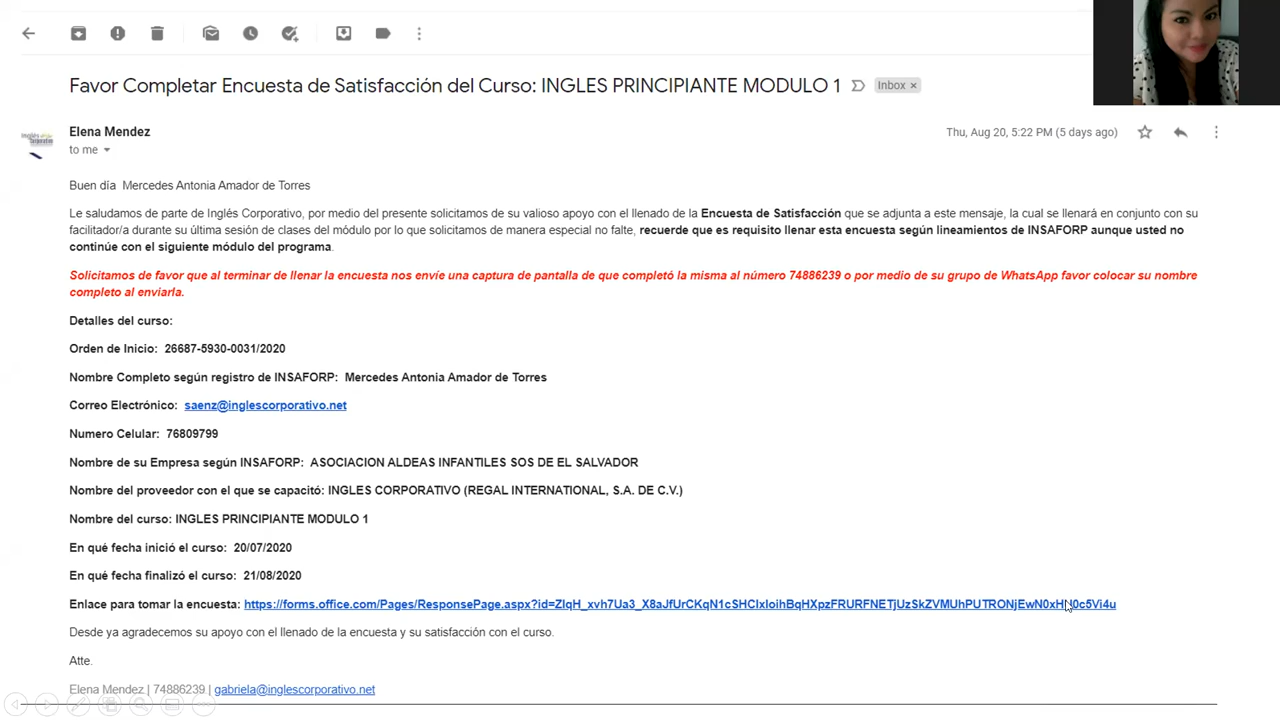 Favor Completar Encuesta de Satisfacción del Curso: INGLES PRINCIPIANTE MODULO 1 Inbox ×
Elena Mendez Thu, Aug 20, 5:22 PM (5 days ago)
to me
Buen día Mercedes Antonia Amador de Torres
Le saludamos de parte de Inglés Corporativo, por medio del presente solicitamos de su valioso apoyo con el llenado de la Encuesta de Satisfacción que se adjunta a este mensaje, la cual se llenará en conjunto con su
facilitador/a durante su última sesión de clases del módulo por lo que solicitamos de manera especial no falte, recuerde que es requisito llenar esta encuesta según lineamientos de INSAFORP aunque usted no
continúe con el siguiente módulo del programa.
Solicitamos de favor que al terminar de llenar la encuesta nos envíe una captura de pantalla de que completó la misma al número 74886239 o por medio de su grupo de WhatsApp favor colocar su nombre
completo al enviarla.
Detalles del curso:
Orden de Inicio: 26687-5930-0031/2020
Nombre Completo según registro de INSAFORP: Mercedes Antonia Amador de Torres
Correo Electrónico: saenz@inglescorporativo.net
Numero Celular: 76809799
Nombre de su Empresa según INSAFORP: ASOCIACION ALDEAS INFANTILES SOS DE EL SALVADOR
Nombre del proveedor con el que se capacitó: INGLES CORPORATIVO (REGAL INTERNATIONAL, S.A. DE C.V.)
Nombre del curso: INGLES PRINCIPIANTE MODULO 1
En qué fecha inició el curso: 20/07/2020
En qué fecha finalizó el curso: 21/08/2020
Enlace para tomar la encuesta:
Desde ya agradecemos su apoyo con el llenado de la encuesta y su satisfacción con el curso.
Atte.
Elena Mendez | 74886239 | gabriela@inglescorporativo.net